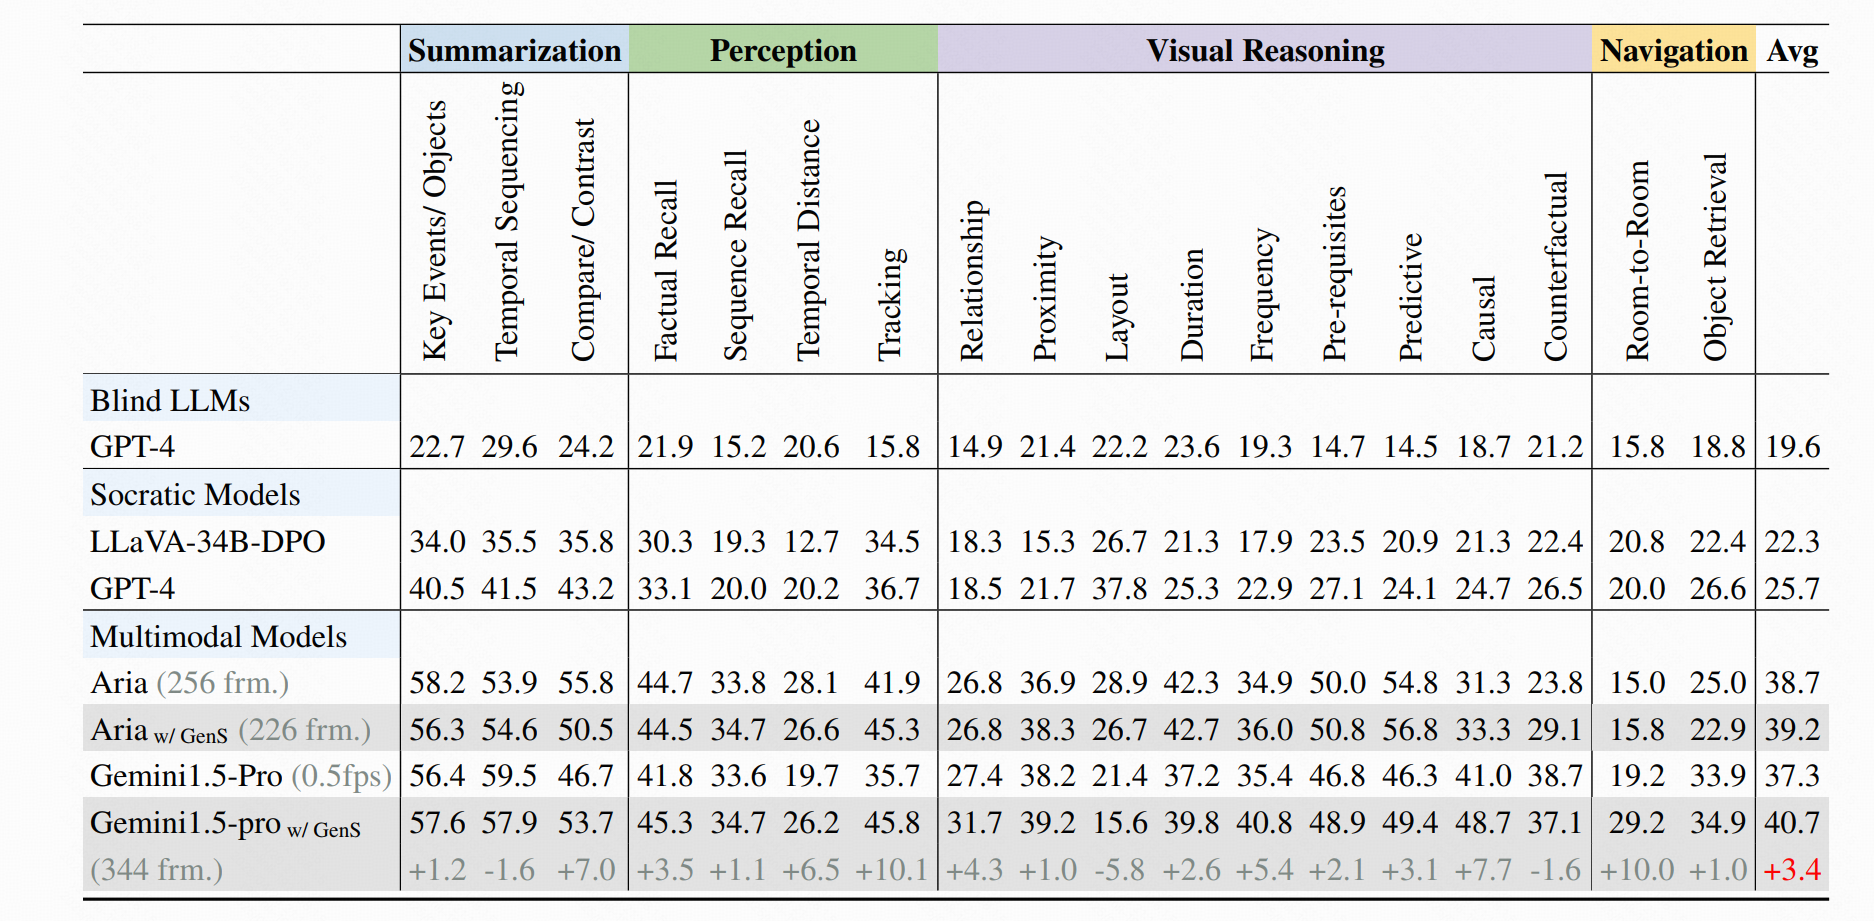 Summarization Perception Visual Reasoning Navigation Avg
Key Events/ Objects
Temporal Sequencing
Compare/ Contrast
Factual Recall
Sequence Recall
Temporal Distance
Tracking
Relationship
Proximity
Layout
Duration
Frequency
Pre-requisites
Predictive
Causal
Counterfactual
Room-to-Room
Object Retrieval
Blind LLMs
GPT-4 22.7 29.6 24.2 21.9 15.2 20.6 15.8 14.9 21.4 22.2 23.6 19.3 14.7 14.5 18.7 21.2 15.8 18.8 19.6
Socratic Models
LLaVA-34B-DPO 34.0 35.5 35.8 30.3 19.3 12.7 34.5 18.3 15.3 26.7 21.3 17.9 23.5 20.9 21.3 22.4 20.8 22.4 22.3
GPT-4 40.5 41.5 43.2 33.1 20.0 20.2 36.7 18.5 21.7 37.8 25.3 22.9 27.1 24.1 24.7 26.5 20.0 26.6 25.7
Multimodal Models
Aria (256 frm.) 58.2 53.9 55.8 44.7 33.8 28.1 41.9 26.8 36.9 28.9 42.3 34.9 50.0 54.8 31.3 23.8 15.0 25.0 38.7
Aria w/ GenS (226 frm.) 56.3 54.6 50.5 44.5 34.7 26.6 45.3 26.8 38.3 26.7 42.7 36.0 50.8 56.8 33.3 29.1 15.8 22.9 39.2
Gemini1.5-Pro (0.5fps) 56.4 59.5 46.7 41.8 33.6 19.7 35.7 27.4 38.2 21.4 37.2 35.4 46.8 46.3 41.0 38.7 19.2 33.9 37.3
Gemini1.5-pro w/ GenS 57.6 57.9 53.7 45.3 34.7 26.2 45.8 31.7 39.2 15.6 39.8 40.8 48.9 49.4 48.7 37.1 29.2 34.9 40.7
(344 frm.) +1.2 -1.6 +7.0 +3.5 +1.1 +6.5 +10.1 +4.3 +1.0 -5.8 +2.6 +5.4 +2.1 +3.1 +7.7 -1.6 +10.0 +1.0 +3.4